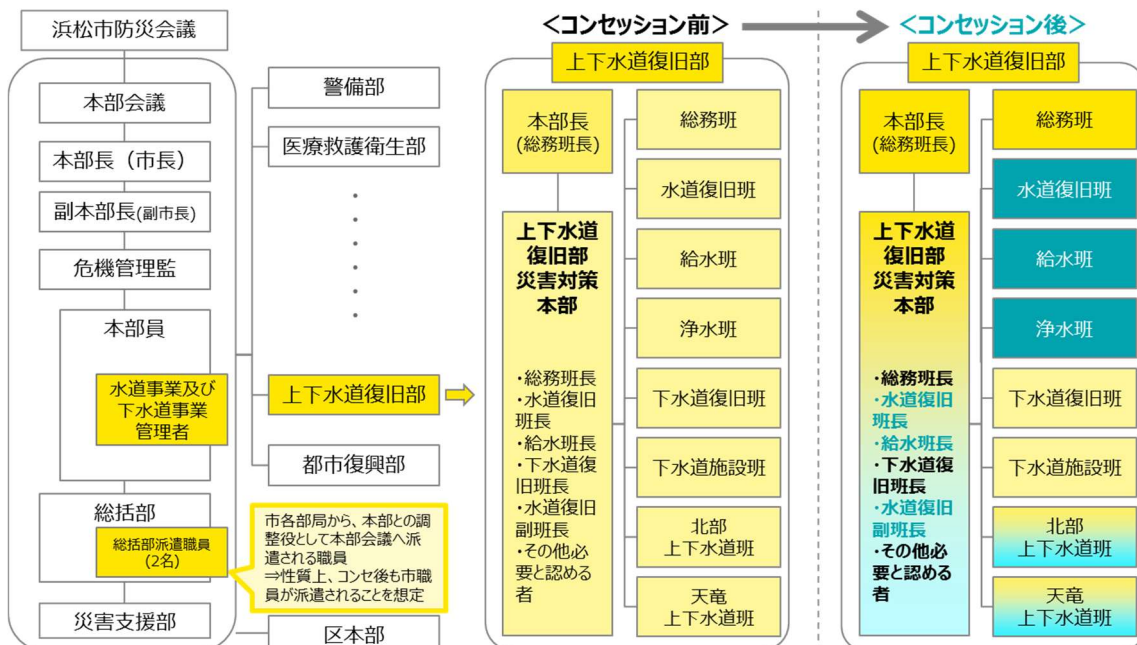 浜松市防災会議
本部会議
本部長（市長）
副本部長(副市長)
危機管理監
本部員
水道事業及び
下水道事業
管理者
総括部
総括部派遣職員
(2名)
災害支援部
警備部
医療救護衛生部
・
・
・
・
・
・
上下水道復旧部
都市復興部
区本部
市各部局から、本部との調
整役として本部会議へ派
遣される職員
⇒性質上、コンセ後も市職
員が派遣されることを想定
＜コンセッション前＞
上下水道復旧部
本部長
(総務班長)
上下水道
復旧部
災害対策
本部
・総務班長
・水道復旧
班長
・給水班長
・下水道復
旧班長
・水道復旧
副班長
・その他必
要と認める
者
総務班
水道復旧班
給水班
浄水班
下水道復旧班
下水道施設班
北部
上下水道班
天竜
上下水道班
＜コンセッション後＞
上下水道復旧部
本部長
(総務班長)
上下水道
復旧部
災害対策
本部
・総務班長
・水道復旧
班長
・給水班長
・下水道復
旧班長
・水道復旧
副班長
・その他必
要と認める
者
総務班
水道復旧班
給水班
浄水班
下水道復旧班
下水道施設班
北部
上下水道班
天竜
上下水道班